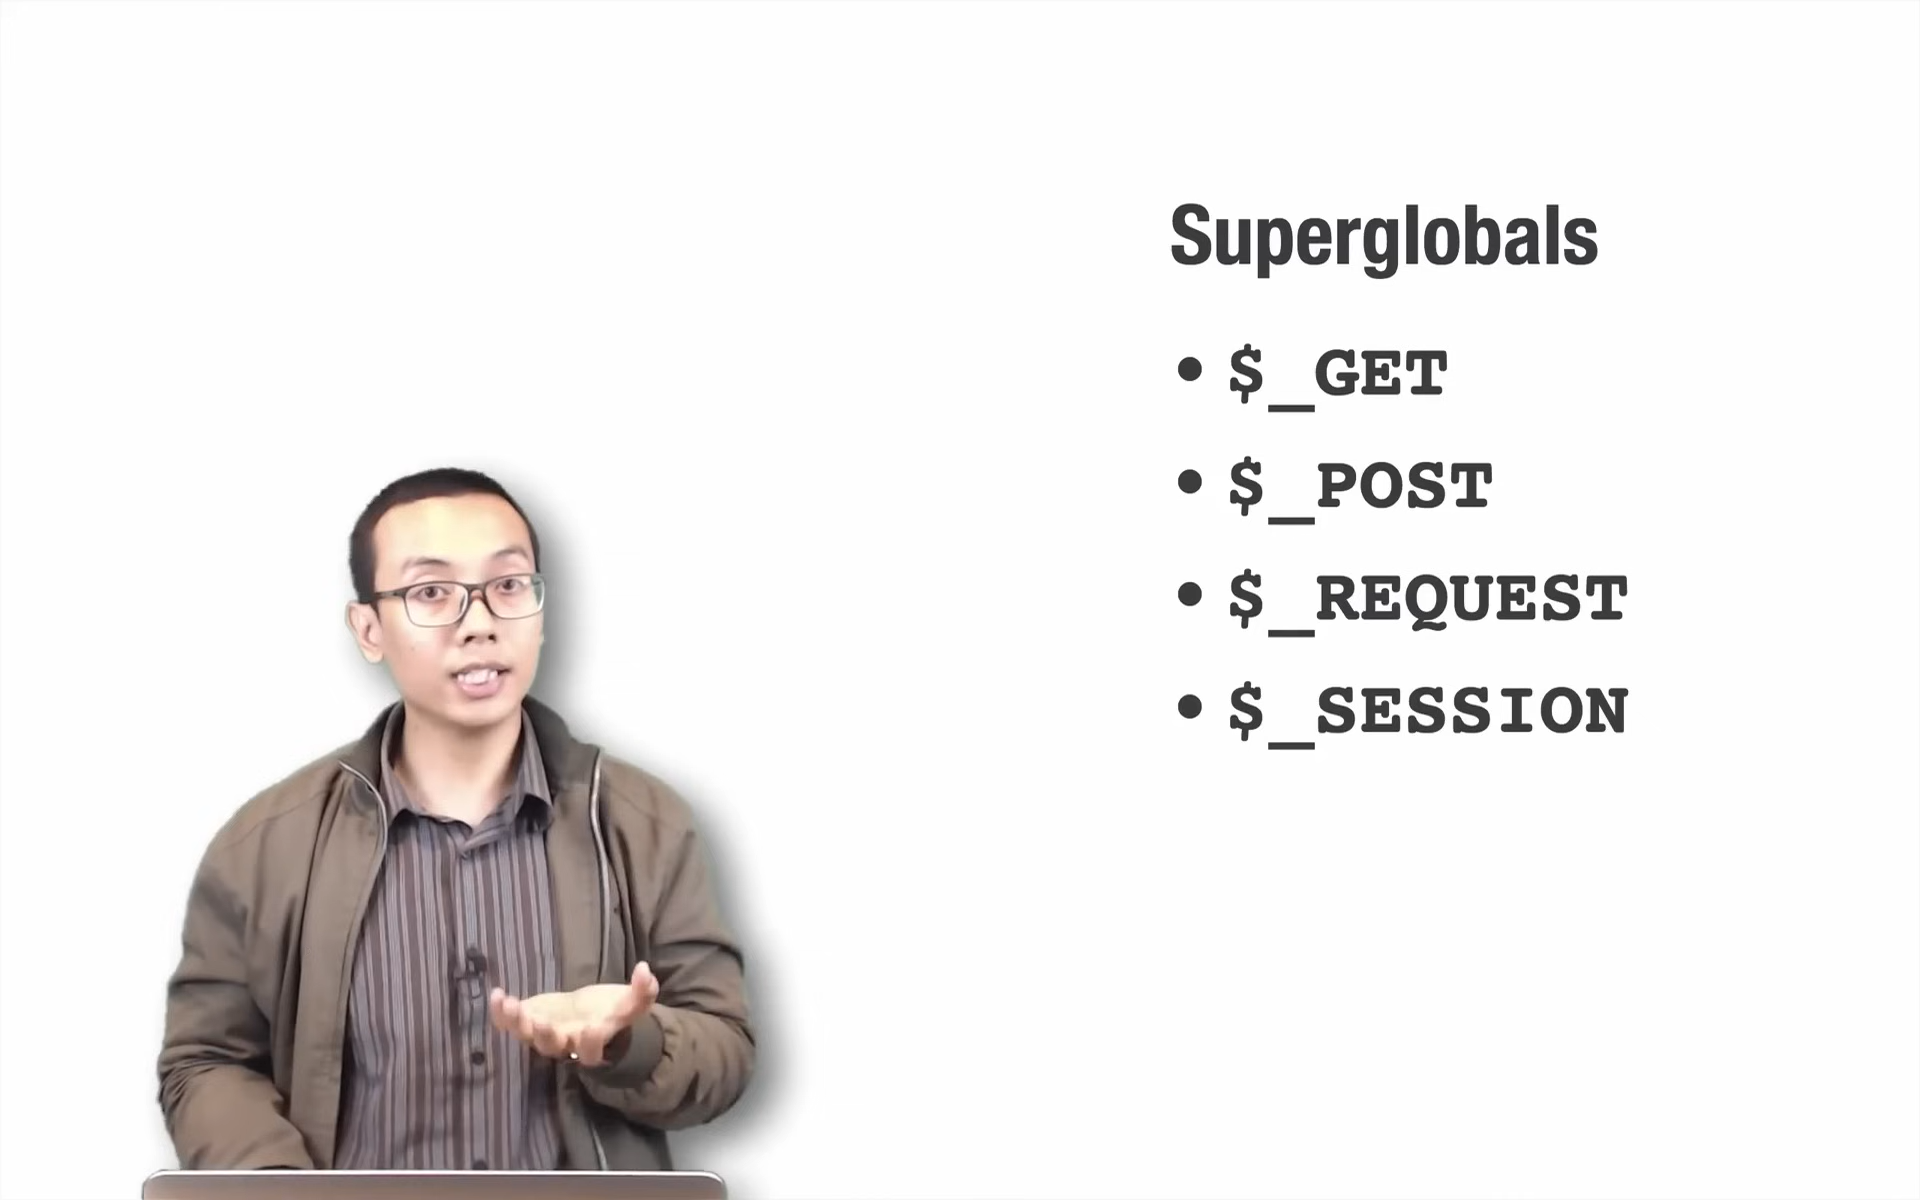 Superglobals
• $_GET
• $_POST
• $_REQUEST
• $_SESSION